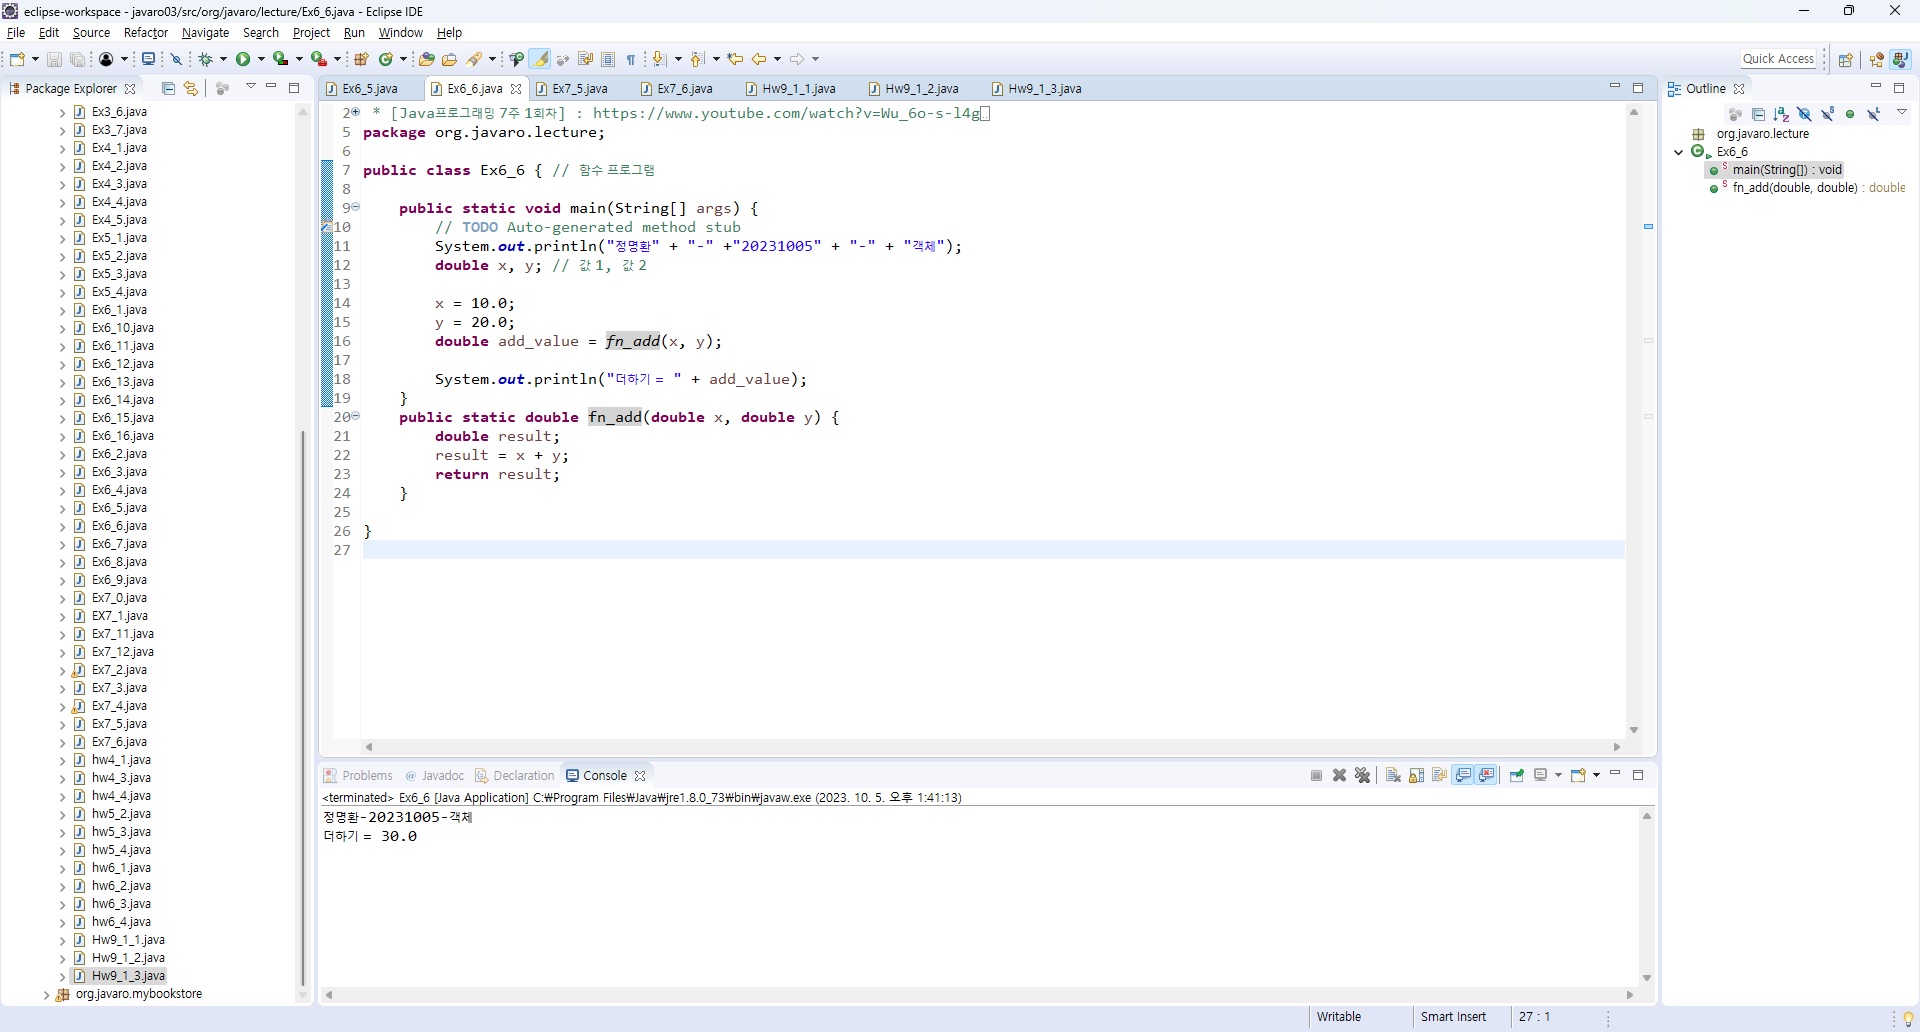 eclipse-workspace - javaro03/src/org/javaro/lecture/Ex6_6.java - Eclipse IDE
File Edit Source Refactor Navigate Search Project Run Window Help
Quick Access
Package Explorer
Ex3_6.java
Ex3_7.java
Ex4_1.java
Ex4_2.java
Ex4_3.java
Ex4_4.java
Ex4_5.java
Ex5_1.java
Ex5_2.java
Ex5_3.java
Ex5_4.java
Ex6_1.java
Ex6_10.java
Ex6_11.java
Ex6_12.java
Ex6_13.java
Ex6_14.java
Ex6_15.java
Ex6_16.java
Ex6_2.java
Ex6_3.java
Ex6_4.java
Ex6_5.java
Ex6_6.java
Ex6_7.java
Ex6_8.java
Ex6_9.java
Ex7_0.java
EX7_1.java
Ex7_11.java
Ex7_12.java
Ex7_2.java
Ex7_3.java
Ex7_4.java
Ex7_5.java
Ex7_6.java
hw4_1.java
hw4_3.java
hw4_4.java
hw5_2.java
hw5_3.java
hw5_4.java
hw6_1.java
hw6_2.java
hw6_3.java
hw6_4.java
Hw9_1_1.java
Hw9_1_2.java
Hw9_1_3.java
org.javaro.mybookstore
Ex6_5.java Ex6_6.java Ex7_5.java Ex7_6.java Hw9_1_1.java Hw9_1_2.java Hw9_1_3.java
2 * [Java프로그래밍 7주 1회차] : https://www.youtube.com/watch?v=Wu_6o-s-l4g
5 package org.javaro.lecture;
6
7 public class Ex6_6 { // 함수 프로그램
8
9 public static void main(String[] args) {
10 // TODO Auto-generated method stub
11 System.out.println("정명환" + "-" +"20231005" + "-" + "객체");
12 double x, y; // 값1, 값2
13
14 x = 10.0;
15 y = 20.0;
16 double add_value = fn_add(x, y);
17
18 System.out.println("더하기 = " + add_value);
19 }
20 public static double fn_add(double x, double y) {
21 double result;
22 result = x + y;
23 return result;
24 }
25
26 }
27
Problems @ Javadoc Declaration Console
<terminated> Ex6_6 [Java Application] C:₩Program Files₩Java₩jre1.8.0_73₩bin₩javaw.exe (2023. 10. 5. 오후 1:41:13)
정명환-20231005-객체
더하기 = 30.0
Outline
org.javaro.lecture
Ex6_6
main(String[]) : void
fn_add(double, double) : double
Writable Smart Insert 27 : 1